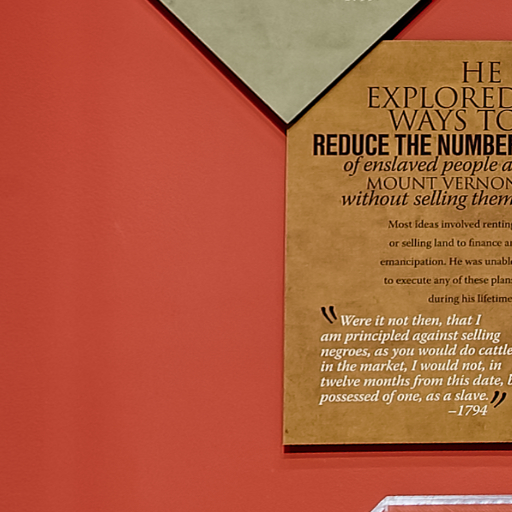 HE
EXPLORED
WAYS TO
REDUCE THE NUMBER
of enslaved people a
MOUNT VERNON
without selling them
Most ideas involved renting
or selling land to finance an
emancipation. He was unable
to execute any of these plans
during his lifetime
"Were it not then, that I
am principled against selling
negroes, as you would do cattle
in the market, I would not, in
twelve months from this date, b
possessed of one, as a slave."
–1794